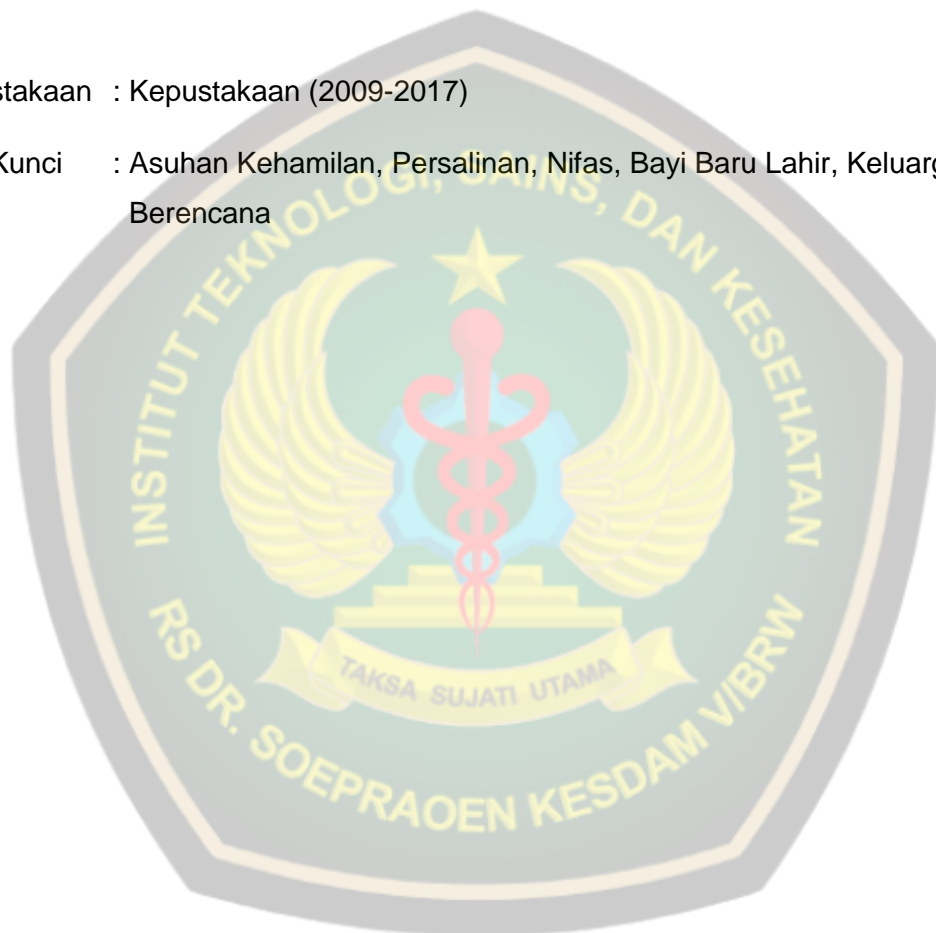 stakaan : Kepustakaan (2009-2017)
Kunci : Asuhan Kehamilan, Persalinan, Nifas, Bayi Baru Lahir, Keluarg
Berencana
INSTITUT TEKNOLOGI, SAINS, DAN KESEHATAN
TAKSA SUJATI UTAMA
RS DR. SOEPRAOEN KESDAM V/BRW